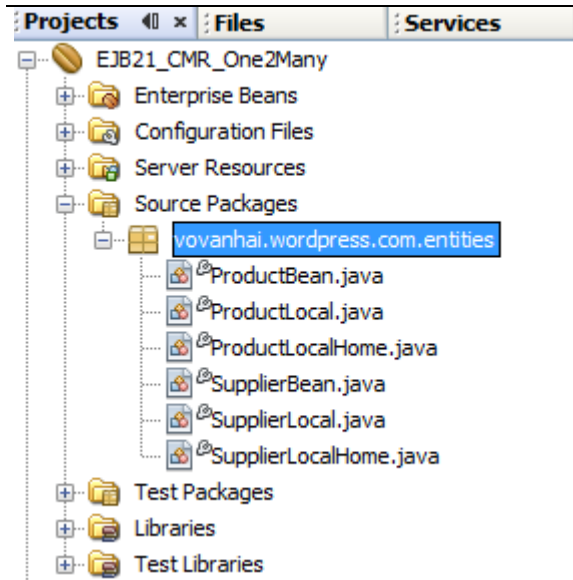 Projects × Files Services
EJB21_CMR_One2Many
Enterprise Beans
Configuration Files
Server Resources
Source Packages
vovanhai.wordpress.com.entities
ProductBean.java
ProductLocal.java
ProductLocalHome.java
SupplierBean.java
SupplierLocal.java
SupplierLocalHome.java
Test Packages
Libraries
Test Libraries